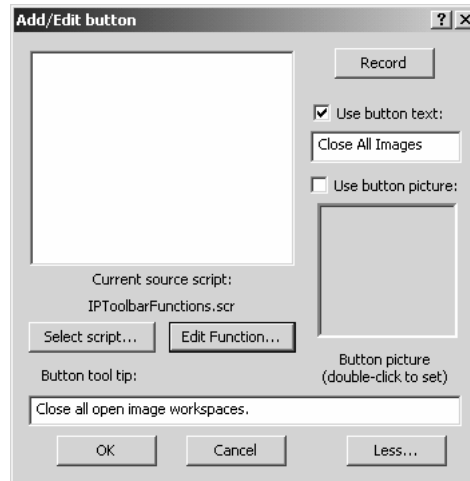 Add/Edit button
Record
Use button text:
Close All Images
Use button picture:
Current source script:
IPToolbarFunctions.scr
Select script...
Edit Function...
Button picture
(double-click to set)
Button tool tip:
Close all open image workspaces.
OK
Cancel
Less...